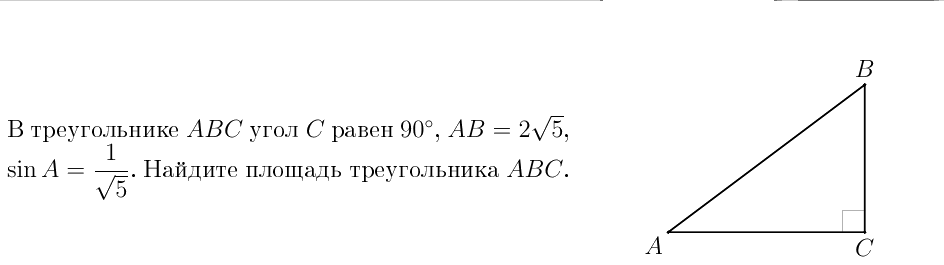 В треугольнике ABC угол C равен 90°, AB = 2√5,
sin A = 1/√5. Найдите площадь треугольника ABC.
B
A
C